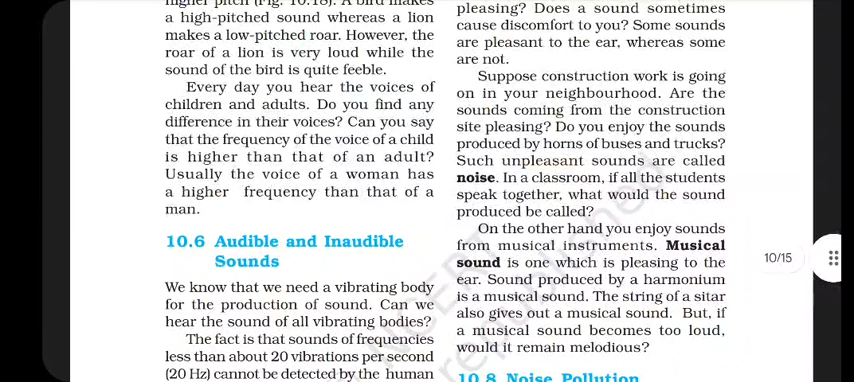 higher pitch (Fig. 10.18). A bird makes
a high-pitched sound whereas a lion
makes a low-pitched roar. However, the
roar of a lion is very loud while the
sound of the bird is quite feeble.
Every day you hear the voices of
children and adults. Do you find any
difference in their voices? Can you say
that the frequency of the voice of a child
is higher than that of an adult?
Usually the voice of a woman has
a higher frequency than that of a
man.
10.6 Audible and Inaudible
Sounds
We know that we need a vibrating body
for the production of sound. Can we
hear the sound of all vibrating bodies?
The fact is that sounds of frequencies
less than about 20 vibrations per second
(20 Hz) cannot be detected by the human
pleasing? Does a sound sometimes
cause discomfort to you? Some sounds
are pleasant to the ear, whereas some
are not.
Suppose construction work is going
on in your neighbourhood. Are the
sounds coming from the construction
site pleasing? Do you enjoy the sounds
produced by horns of buses and trucks?
Such unpleasant sounds are called
noise. In a classroom, if all the students
speak together, what would the sound
produced be called?
On the other hand you enjoy sounds
from musical instruments. Musical
sound is one which is pleasing to the
ear. Sound produced by a harmonium
is a musical sound. The string of a sitar
also gives out a musical sound. But, if
a musical sound becomes too loud,
would it remain melodious?
10.8 Noise Pollution
10/15
NCERT
republished